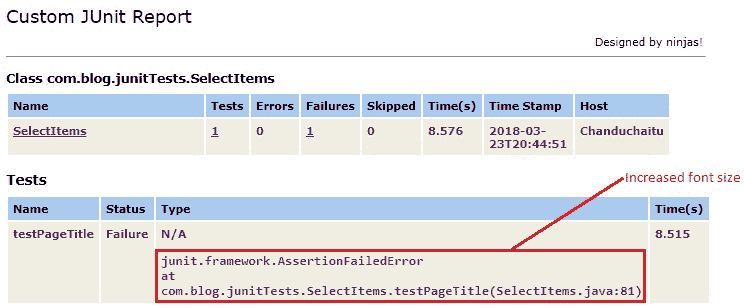 Custom JUnit Report
Designed by ninjas!
Class com.blog.junitTests.SelectItems
Name Tests Errors Failures Skipped Time(s) Time Stamp Host
SelectItems 1 0 1 0 8.576 2018-03-
23T20:44:51 Chanduchaitu
Tests
Increased font size
Name Status Type Time(s)
testPageTitle Failure N/A 8.515
junit.framework.AssertionFailedError
at
com.blog.junitTests.SelectItems.testPageTitle(SelectItems.java:81)